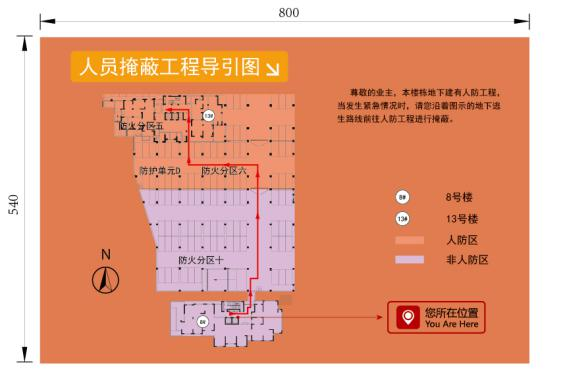 800
540
人员掩蔽工程导引图
尊敬的业主，本楼栋地下建有人防工程，
当发生紧急情况时，请您沿着图示的地下逃
生路线前往人防工程进行掩蔽。
13#
防火分区五
防护单元D
防火分区六
防火分区十
N
8#
8# 8号楼
13# 13号楼
人防区
非人防区
您所在位置
You Are Here